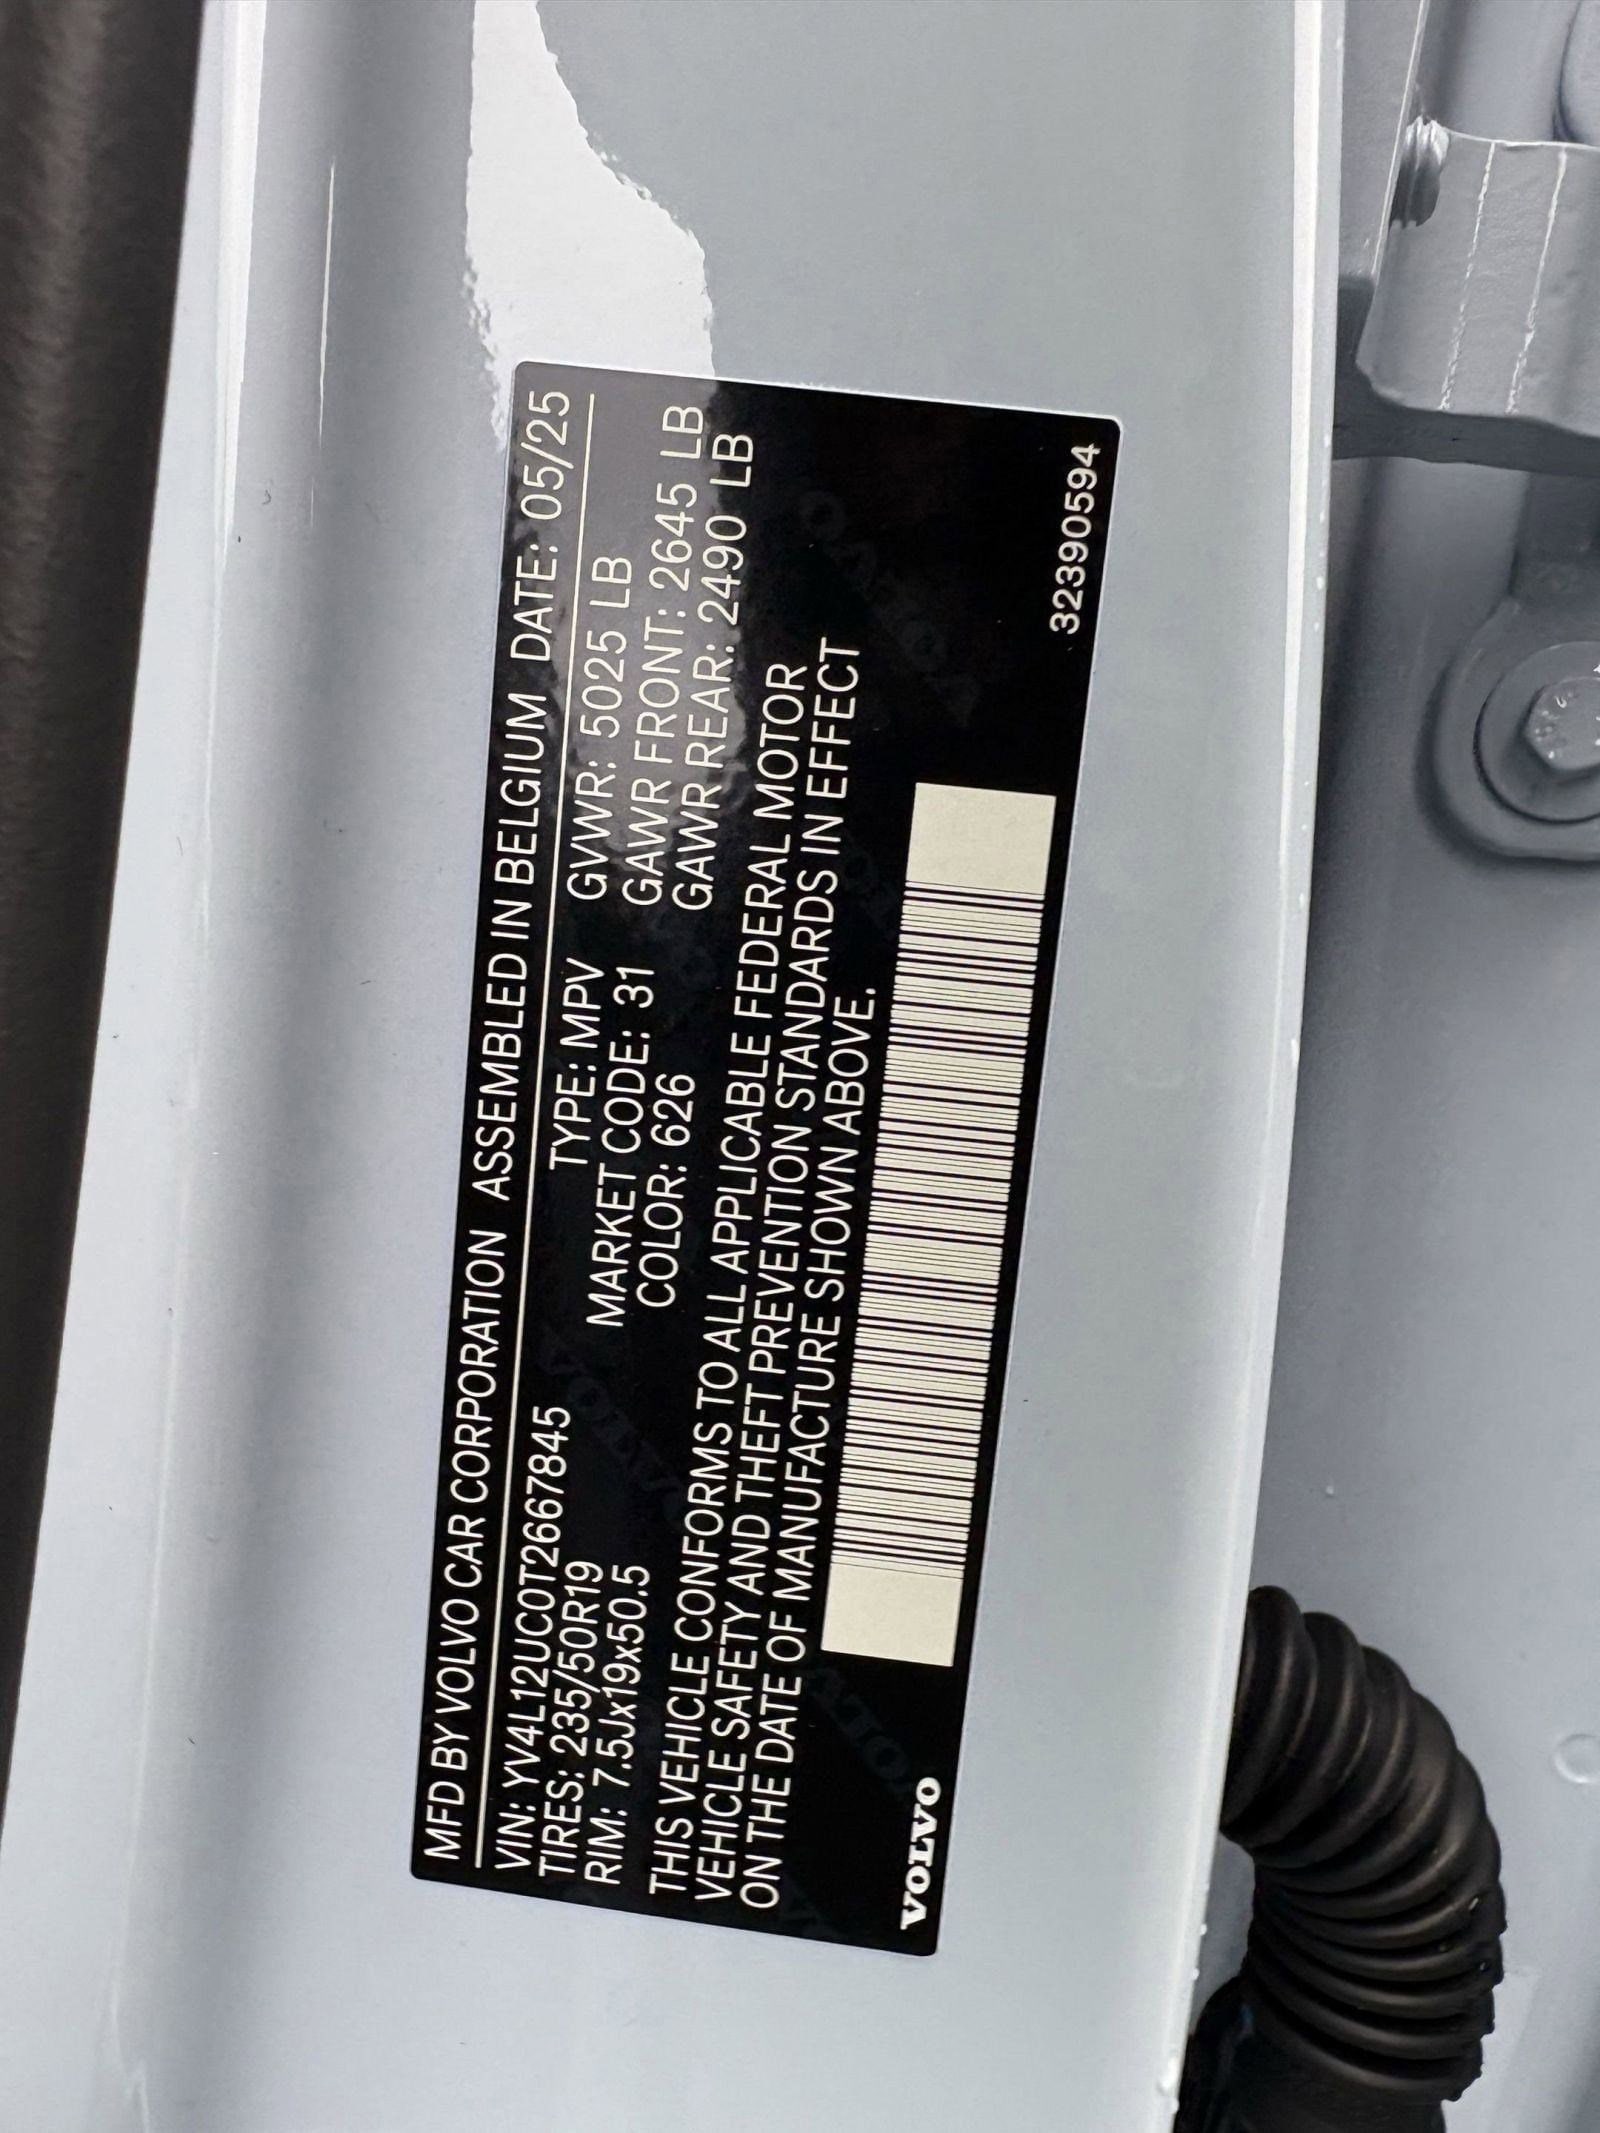 MFD BY VOLVO CAR CORPORATION ASSEMBLED IN BELGIUM DATE: 05/25
VIN: YV4L12UC0T2667845 TYPE: MPV GVWR: 5025 LB
TIRES: 235/50R19 MARKET CODE: 31 GAWR FRONT: 2645 LB
RIM: 7.5Jx19x50.5 COLOR: 626 GAWR REAR: 2490 LB
THIS VEHICLE CONFORMS TO ALL APPLICABLE FEDERAL MOTOR
VEHICLE SAFETY AND THEFT PREVENTION STANDARDS IN EFFECT
ON THE DATE OF MANUFACTURE SHOWN ABOVE.
VOLVO 32390594